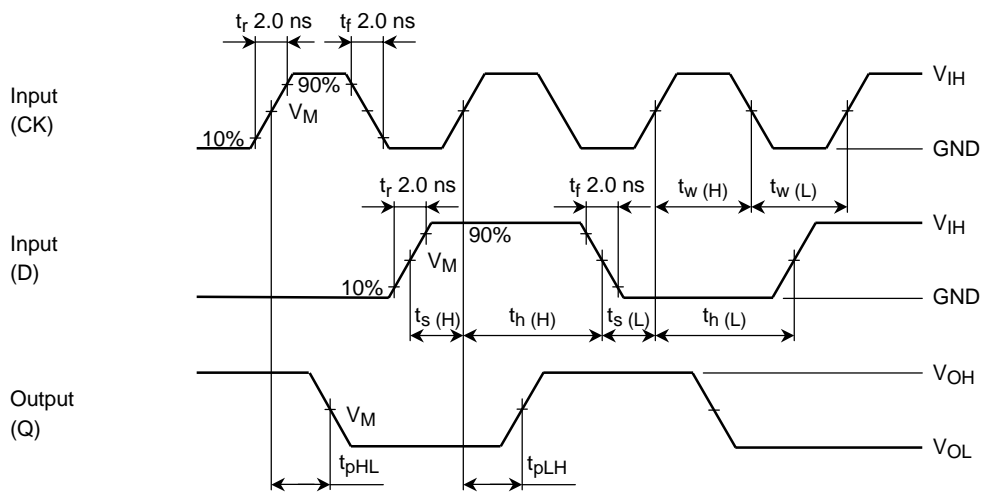 tr 2.0 ns
tf 2.0 ns
Input
(CK)
90%
VM
10%
VIH
GND
tr 2.0 ns
tf 2.0 ns
tw (H)
tw (L)
Input
(D)
90%
VM
10%
VIH
GND
ts (H)
th (H)
ts (L)
th (L)
Output
(Q)
VM
VOH
VOL
tpHL
tpLH